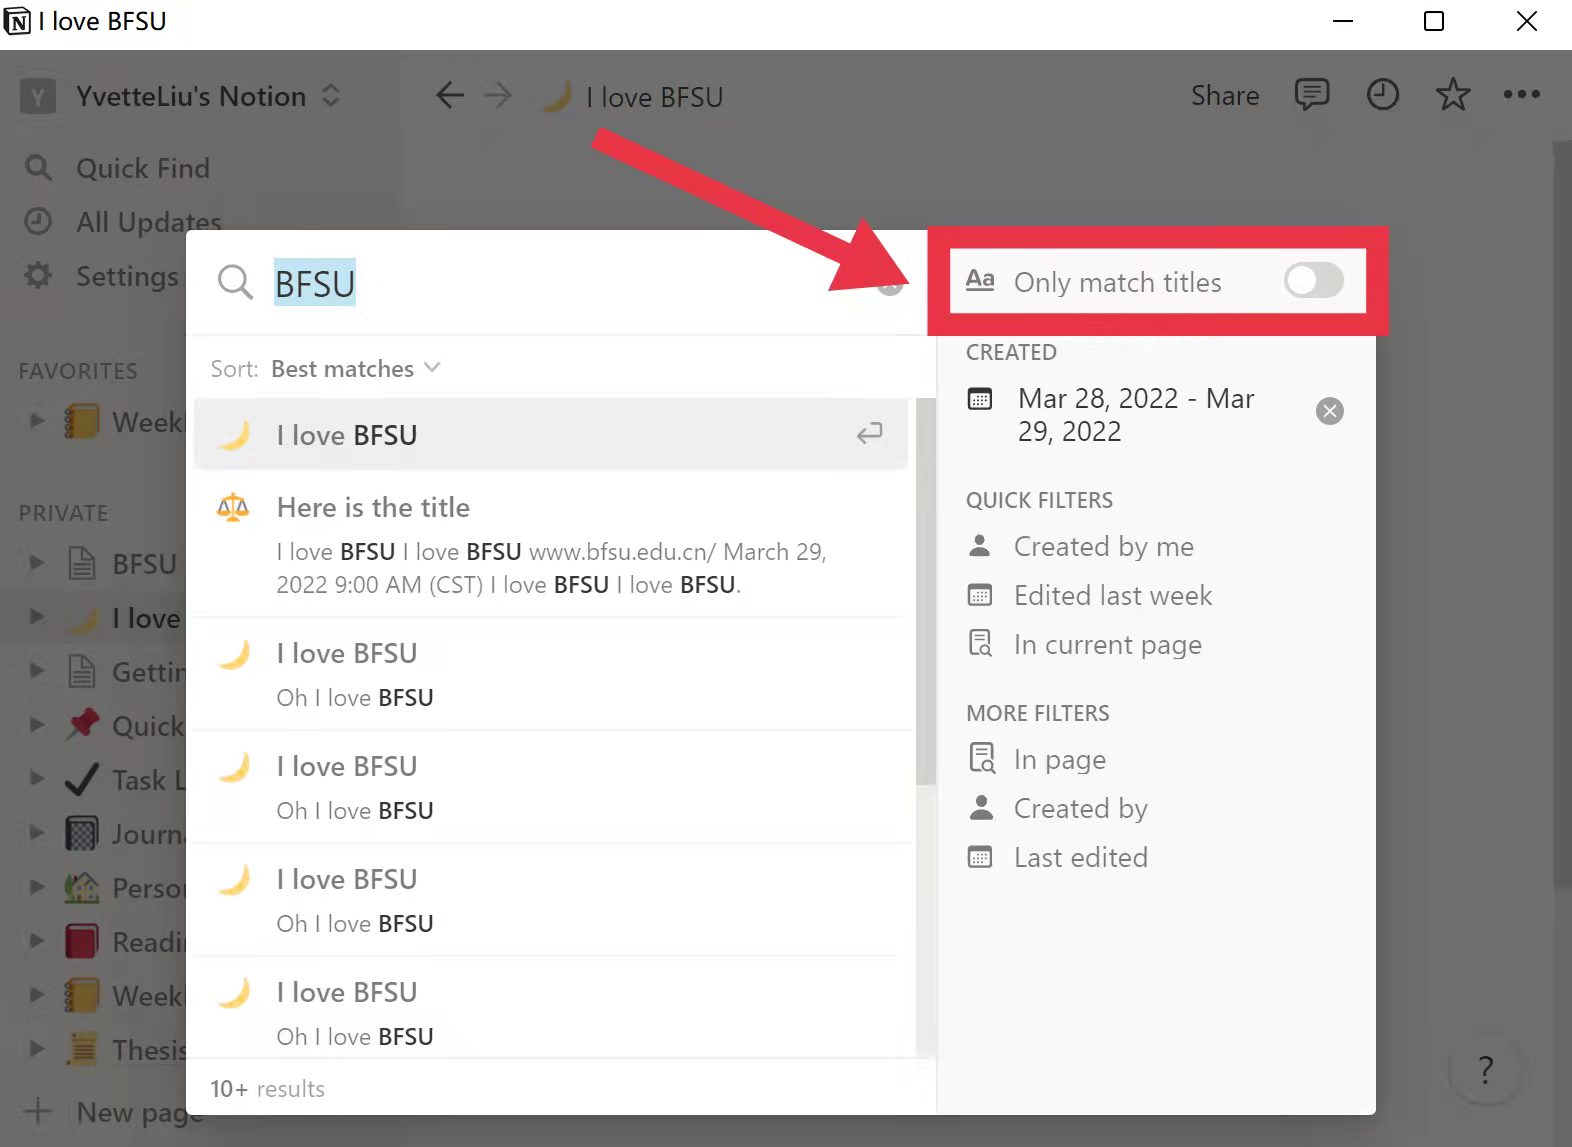 I love BFSU
Y YvetteLiu's Notion
I love BFSU
Share
Quick Find
All Updates
Settings
FAVORITES
Weekl
PRIVATE
BFSU
I love
Gettin
Quick
Task L
Journa
Person
Readi
Weekl
Thesis
New page
BFSU
Sort: Best matches
I love BFSU
Here is the title
I love BFSU I love BFSU www.bfsu.edu.cn/ March 29,
2022 9:00 AM (CST) I love BFSU I love BFSU.
I love BFSU
Oh I love BFSU
I love BFSU
Oh I love BFSU
I love BFSU
Oh I love BFSU
I love BFSU
Oh I love BFSU
10+ results
Aa Only match titles
CREATED
Mar 28, 2022 - Mar
29, 2022
QUICK FILTERS
Created by me
Edited last week
In current page
MORE FILTERS
In page
Created by
Last edited
?